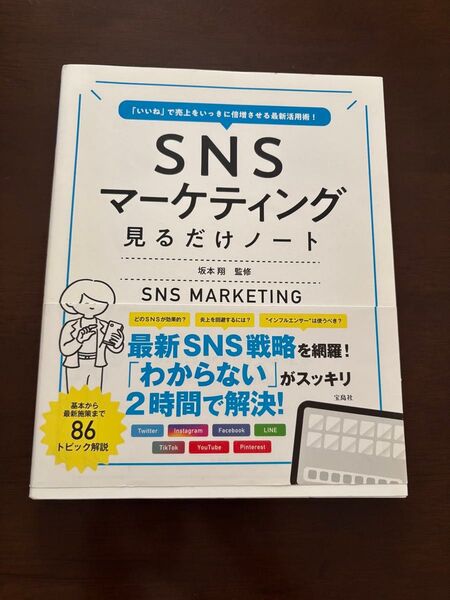 「いいね」で売上をいっきに倍増させる最新活用術！
SNS
マーケティング
見るだけノート
坂本 翔　監修
SNS MARKETING
どのSNSが効果的？
炎上を回避するには？
“インフルエンサー”は使うべき？
最新SNS戦略を網羅！
「わからない」がスッキリ
2時間で解決！
宝島社
基本から
最新施策まで
86
トピック解説
Twitter
Instagram
Facebook
LINE
TikTok
YouTube
Pinterest